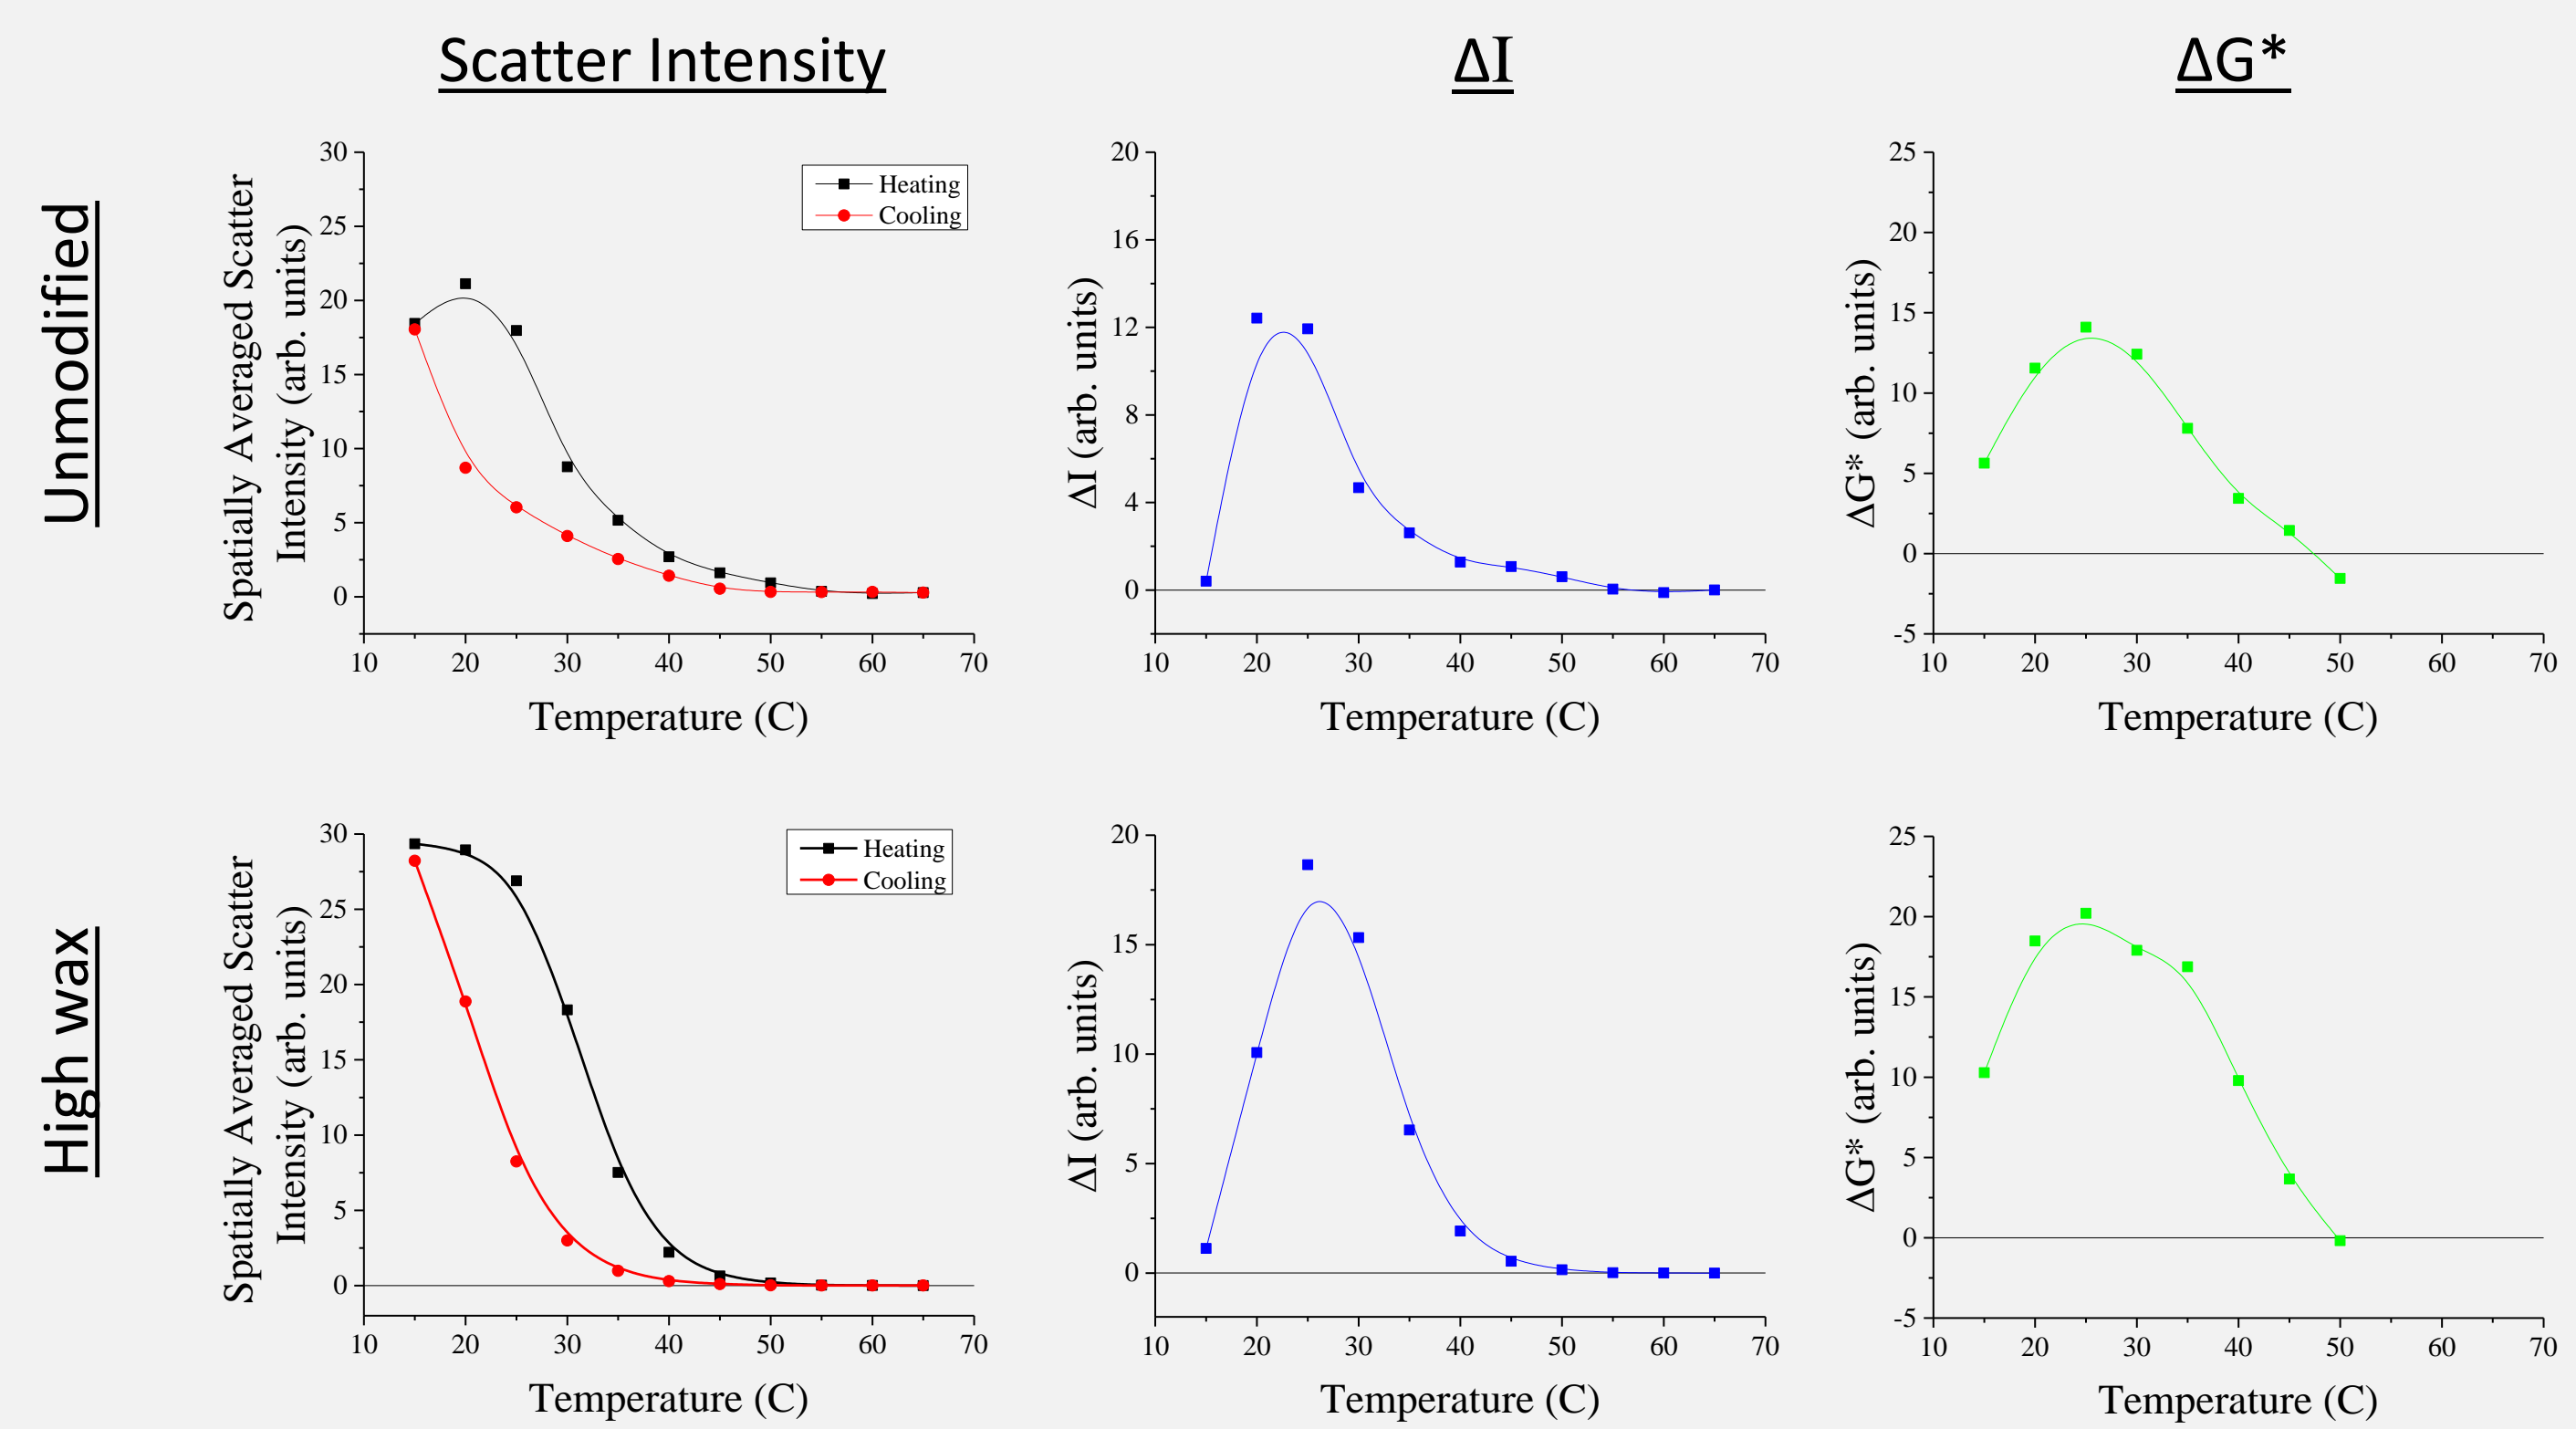 Scatter Intensity
ΔI
ΔG*
Unmodified
Spatially Averaged Scatter
Intensity (arb. units)
30
25
20
15
10
5
0
Heating
Cooling
10 20 30 40 50 60 70
Temperature (C)
ΔI (arb. units)
20
16
12
8
4
0
10 20 30 40 50 60 70
Temperature (C)
ΔG* (arb. units)
25
20
15
10
5
0
-5
10 20 30 40 50 60 70
Temperature (C)
High wax
Spatially Averaged Scatter
Intensity (arb. units)
30
25
20
15
10
5
0
Heating
Cooling
10 20 30 40 50 60 70
Temperature (C)
ΔI (arb. units)
20
15
10
5
0
10 20 30 40 50 60 70
Temperature (C)
ΔG* (arb. units)
25
20
15
10
5
0
-5
10 20 30 40 50 60 70
Temperature (C)